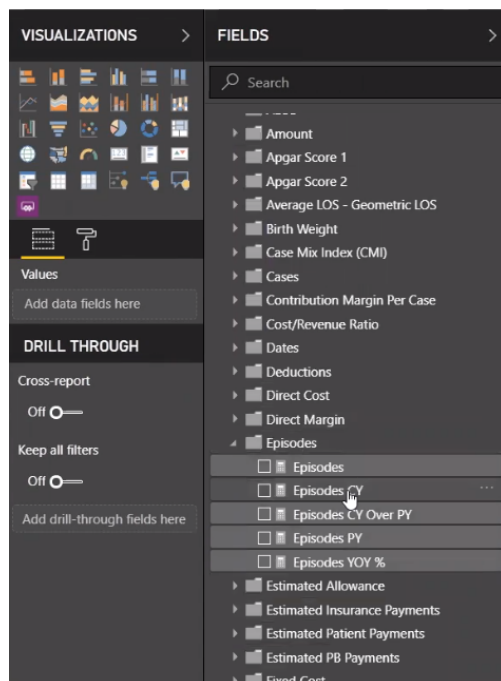 VISUALIZATIONS
Values
Add data fields here
DRILL THROUGH
Cross-report
Off
Keep all filters
Off
Add drill-through fields here
FIELDS
Search
Amount
Apgar Score 1
Apgar Score 2
Average LOS - Geometric LOS
Birth Weight
Case Mix Index (CMI)
Cases
Contribution Margin Per Case
Cost/Revenue Ratio
Dates
Deductions
Direct Cost
Direct Margin
Episodes
Episodes
Episodes CY
Episodes CY Over PY
Episodes PY
Episodes YOY %
Estimated Allowance
Estimated Insurance Payments
Estimated Patient Payments
Estimated PB Payments
Fixed Cost